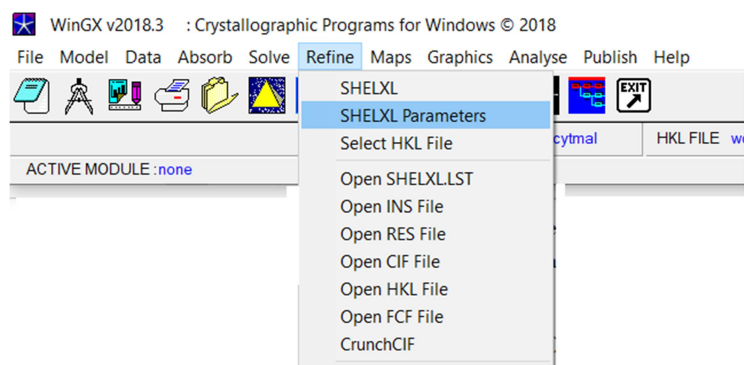 WinGX v2018.3 : Crystallographic Programs for Windows © 2018
File Model Data Absorb Solve Refine Maps Graphics Analyse Publish Help
EXIT
SHELXL
SHELXL Parameters
cytmal HKL FILE
Select HKL File
ACTIVE MODULE :none
Open SHELXL.LST
Open INS File
Open RES File
Open CIF File
Open HKL File
Open FCF File
CrunchCIF